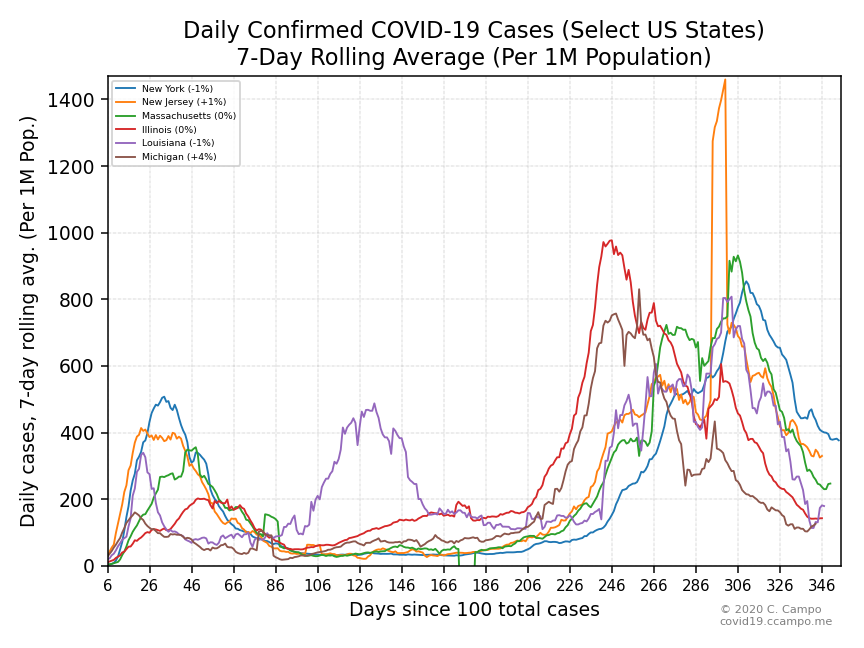 Daily Confirmed COVID-19 Cases (Select US States)
7-Day Rolling Average (Per 1M Population)
Daily cases, 7-day rolling avg. (Per 1M Pop.)
1400
1200
1000
800
600
400
200
0
New York (-1%)
New Jersey (+1%)
Massachusetts (0%)
Illinois (0%)
Louisiana (-1%)
Michigan (+4%)
6 26 46 66 86 106 126 146 166 186 206 226 246 266 286 306 326 346
Days since 100 total cases
© 2020 C. Campo
covid19.ccampo.me